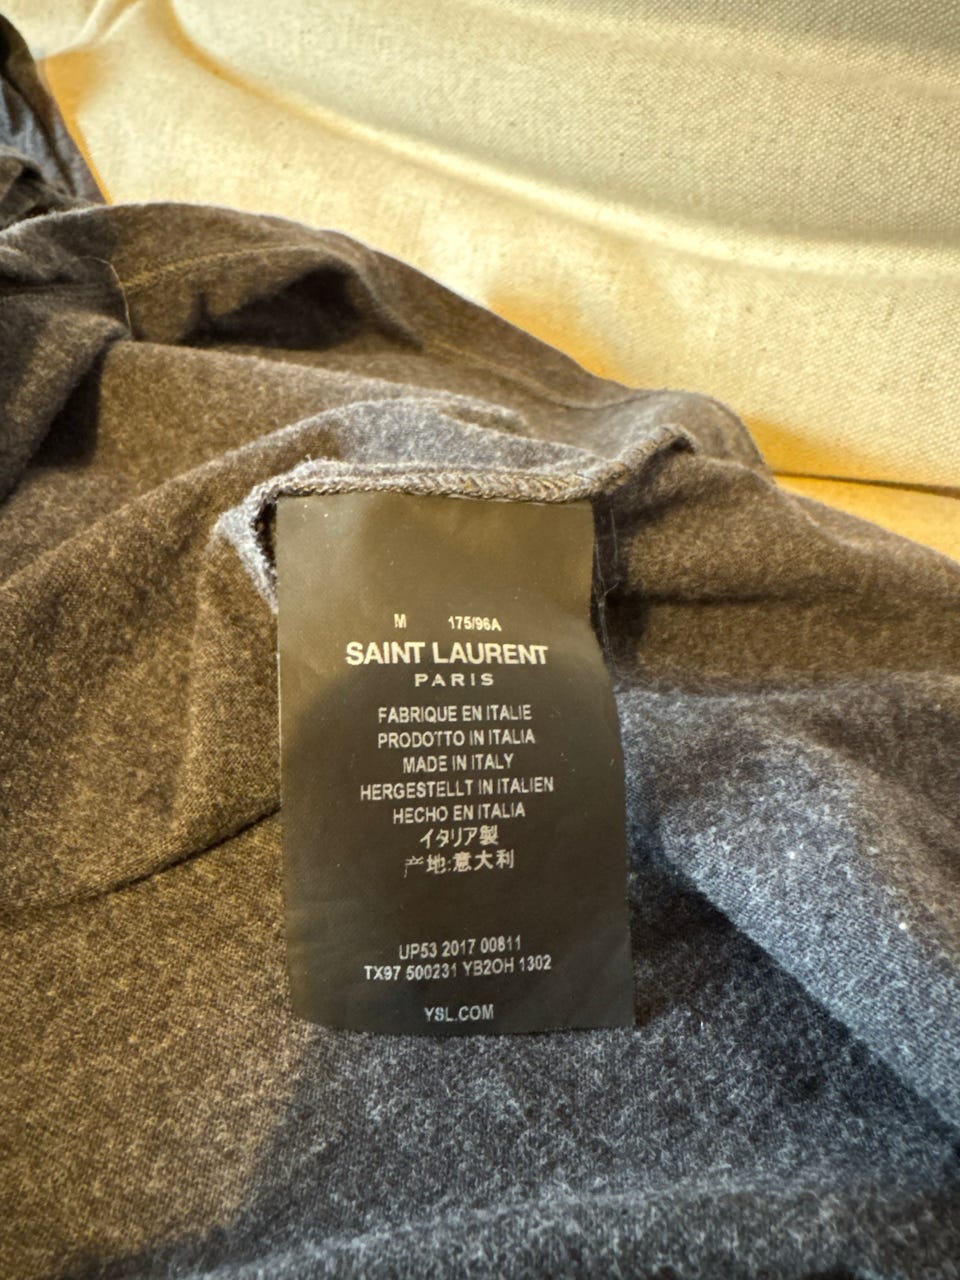 M 175/96A
SAINT LAURENT
PARIS
FABRIQUE EN ITALIE
PRODOTTO IN ITALIA
MADE IN ITALY
HERGESTELLT IN ITALIEN
HECHO EN ITALIA
イタリア製
产地:意大利
UP53 2017 00811
TX97 500231 YB2OH 1302
YSL.COM